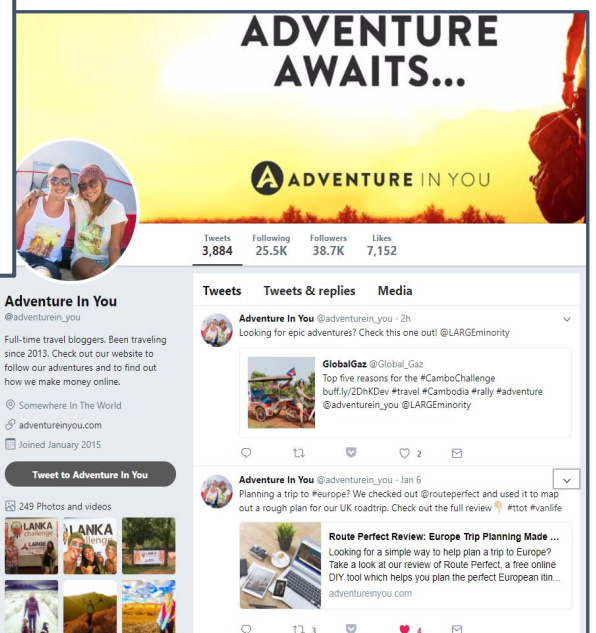 ADVENTURE
AWAITS...
ADVENTURE IN YOU
Tweets Following Followers Likes
3,884 25.5K 38.7K 7,152
Adventure In You
@adventurein_you
Full-time travel bloggers. Been traveling
since 2013. Check out our website to
follow our adventures and to find out
how we make money online.
Somewhere In The World
adventureinyou.com
Joined January 2015
Tweet to Adventure In You
249 Photos and videos
LANKA
challenge
LARGE
LANKA
LARGE
Tweets Tweets & replies Media
Adventure In You @adventurein_you · 2h
Looking for epic adventures? Check this one out! @LARGEminority
GlobalGaz @Global_Gaz
Top five reasons for the #CamboChallenge
buff.ly/2DhKDev #travel #Cambodia #rally #adventure
@adventurein_you @LARGEminority
2
Adventure In You @adventurein_you · Jan 6
Planning a trip to #europe? We checked out @routeperfect and used it to map
out a rough plan for our UK roadtrip. Check out the full review 👇 #ttot #vanlife
Route Perfect Review: Europe Trip Planning Made ...
Looking for a simple way to help plan a trip to Europe?
Take a look at our review of Route Perfect, a free online
DIY tool which helps you plan the perfect European itin...
adventureinyou.com
3 4